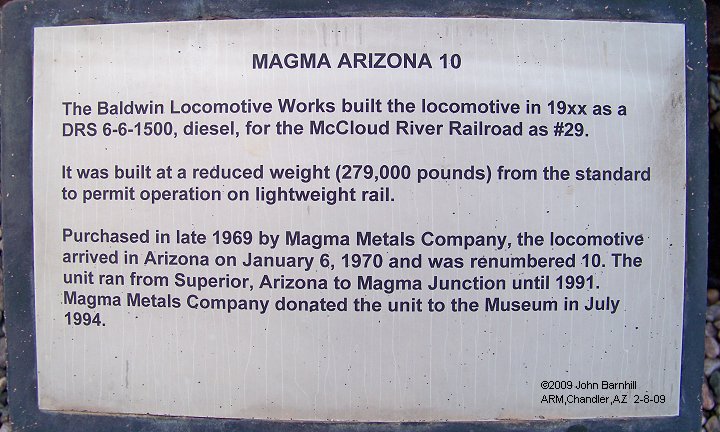 MAGMA ARIZONA 10
The Baldwin Locomotive Works built the locomotive in 19xx as a
DRS 6-6-1500, diesel, for the McCloud River Railroad as #29.
It was built at a reduced weight (279,000 pounds) from the standard
to permit operation on lightweight rail.
Purchased in late 1969 by Magma Metals Company, the locomotive
arrived in Arizona on January 6, 1970 and was renumbered 10. The
unit ran from Superior, Arizona to Magma Junction until 1991.
Magma Metals Company donated the unit to the Museum in July
1994.
©2009 John Barnhill
ARM,Chandler,AZ 2-8-09